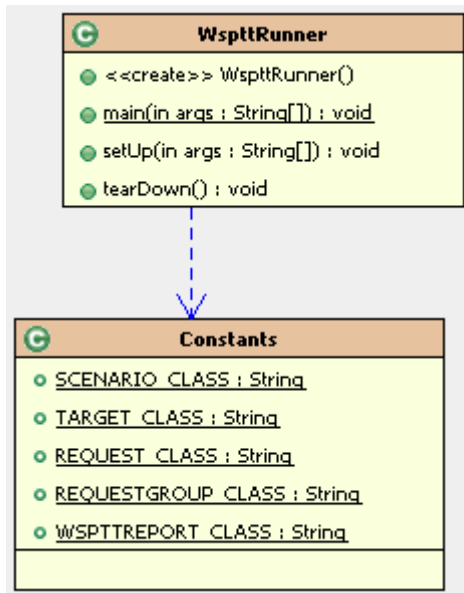 C WspttRunner
<<create>> WspttRunner()
main(in args : String[]) : void
setUp(in args : String[]) : void
tearDown() : void
C Constants
SCENARIO_CLASS : String
TARGET_CLASS : String
REQUEST_CLASS : String
REQUESTGROUP_CLASS : String
WSPTTREPORT_CLASS : String